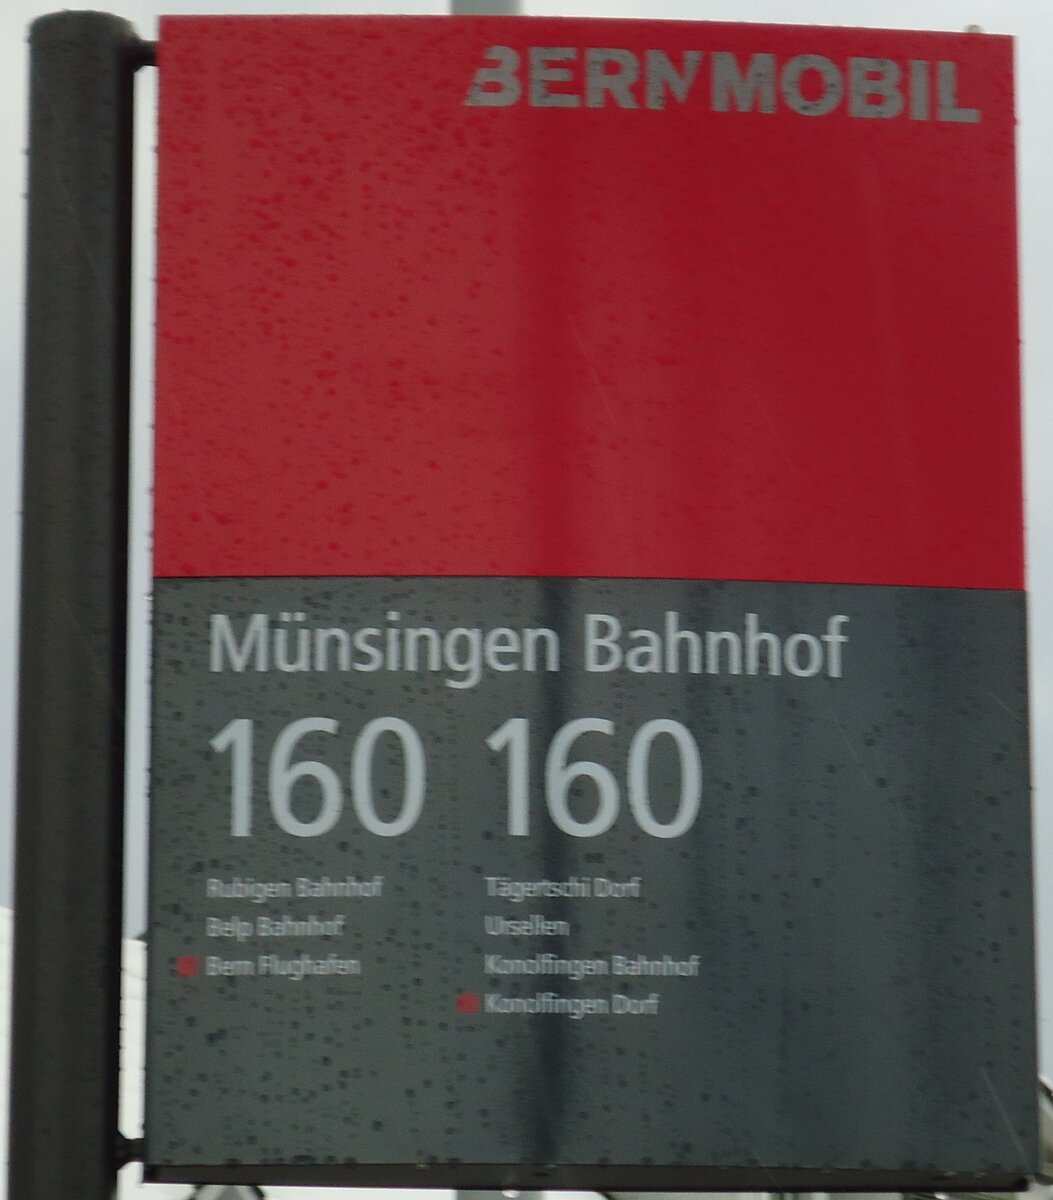 BERNMOBIL
Münsingen Bahnhof
160 160
Rubigen Bahnhof
Belp Bahnhof
Bern Flughafen
Tägertschi Dorf
Ursellen
Konolfingen Bahnhof
Konolfingen Dorf